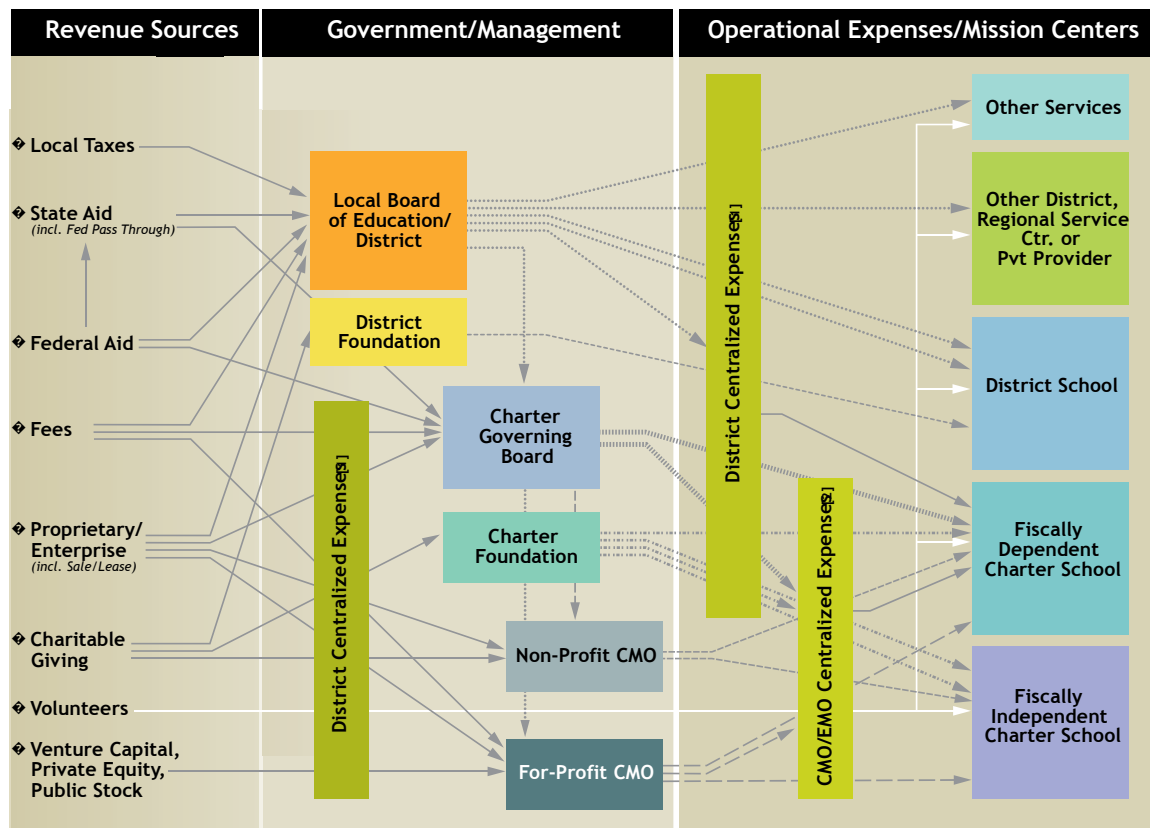 Revenue Sources
Government/Management
Operational Expenses/Mission Centers
� Local Taxes
� State Aid
(incl. Fed Pass Through)
� Federal Aid
� Fees
� Proprietary/
Enterprise
(incl. Sale/Lease)
� Charitable
Giving
� Volunteers
� Venture Capital,
Private Equity,
Public Stock
Local Board
of Education/
District
District
Foundation
Charter
Governing
Board
Charter
Foundation
Non-Profit CMO
For-Profit CMO
District Centralized Expenses
District Centralized Expenses
CMO/EMO Centralized Expenses
Other Services
Other District,
Regional Service
Ctr. or
Pvt Provider
District School
Fiscally
Dependent
Charter School
Fiscally
Independent
Charter School